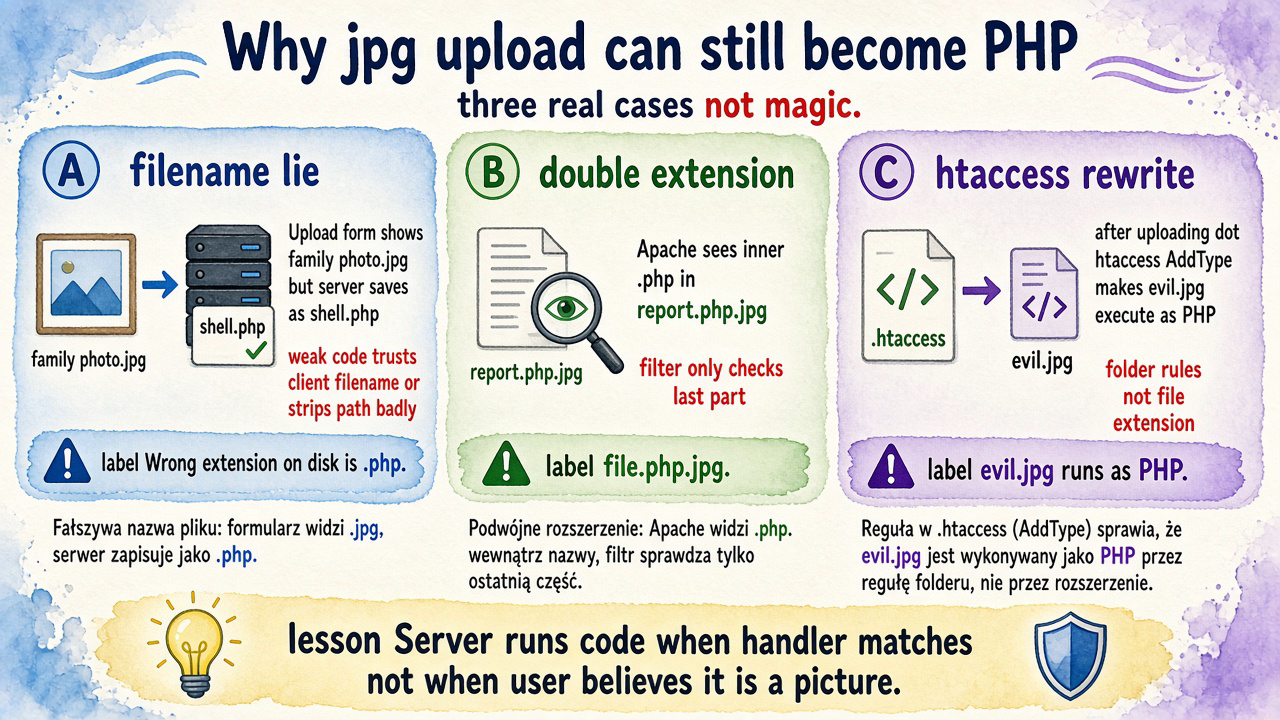 Why jpg upload can still become PHP
three real cases not magic.
A filename lie
family photo.jpg
shell.php
Upload form shows
family photo.jpg
but server saves
as shell.php
weak code trusts
client filename or
strips path badly
label Wrong extension on disk is .php.
Fałszywa nazwa pliku: formularz widzi .jpg,
serwer zapisuje jako .php.
B double extension
report.php.jpg
Apache sees inner
.php in
report.php.jpg
filter only checks
last part
label file.php.jpg.
Podwójne rozszerzenie: Apache widzi .php.
wewnątrz nazwy, filtr sprawdza tylko
ostatnią część.
C htaccess rewrite
</>
.htaccess
</>
evil.jpg
after uploading dot
htaccess AddType
makes evil.jpg
execute as PHP
folder rules
not file
extension
label evil.jpg runs as PHP.
Reguła w .htaccess (AddType) sprawia, że
evil.jpg jest wykonywany jako PHP przez
regułę folderu, nie przez rozszerzenie.
lesson Server runs code when handler matches
not when user believes it is a picture.